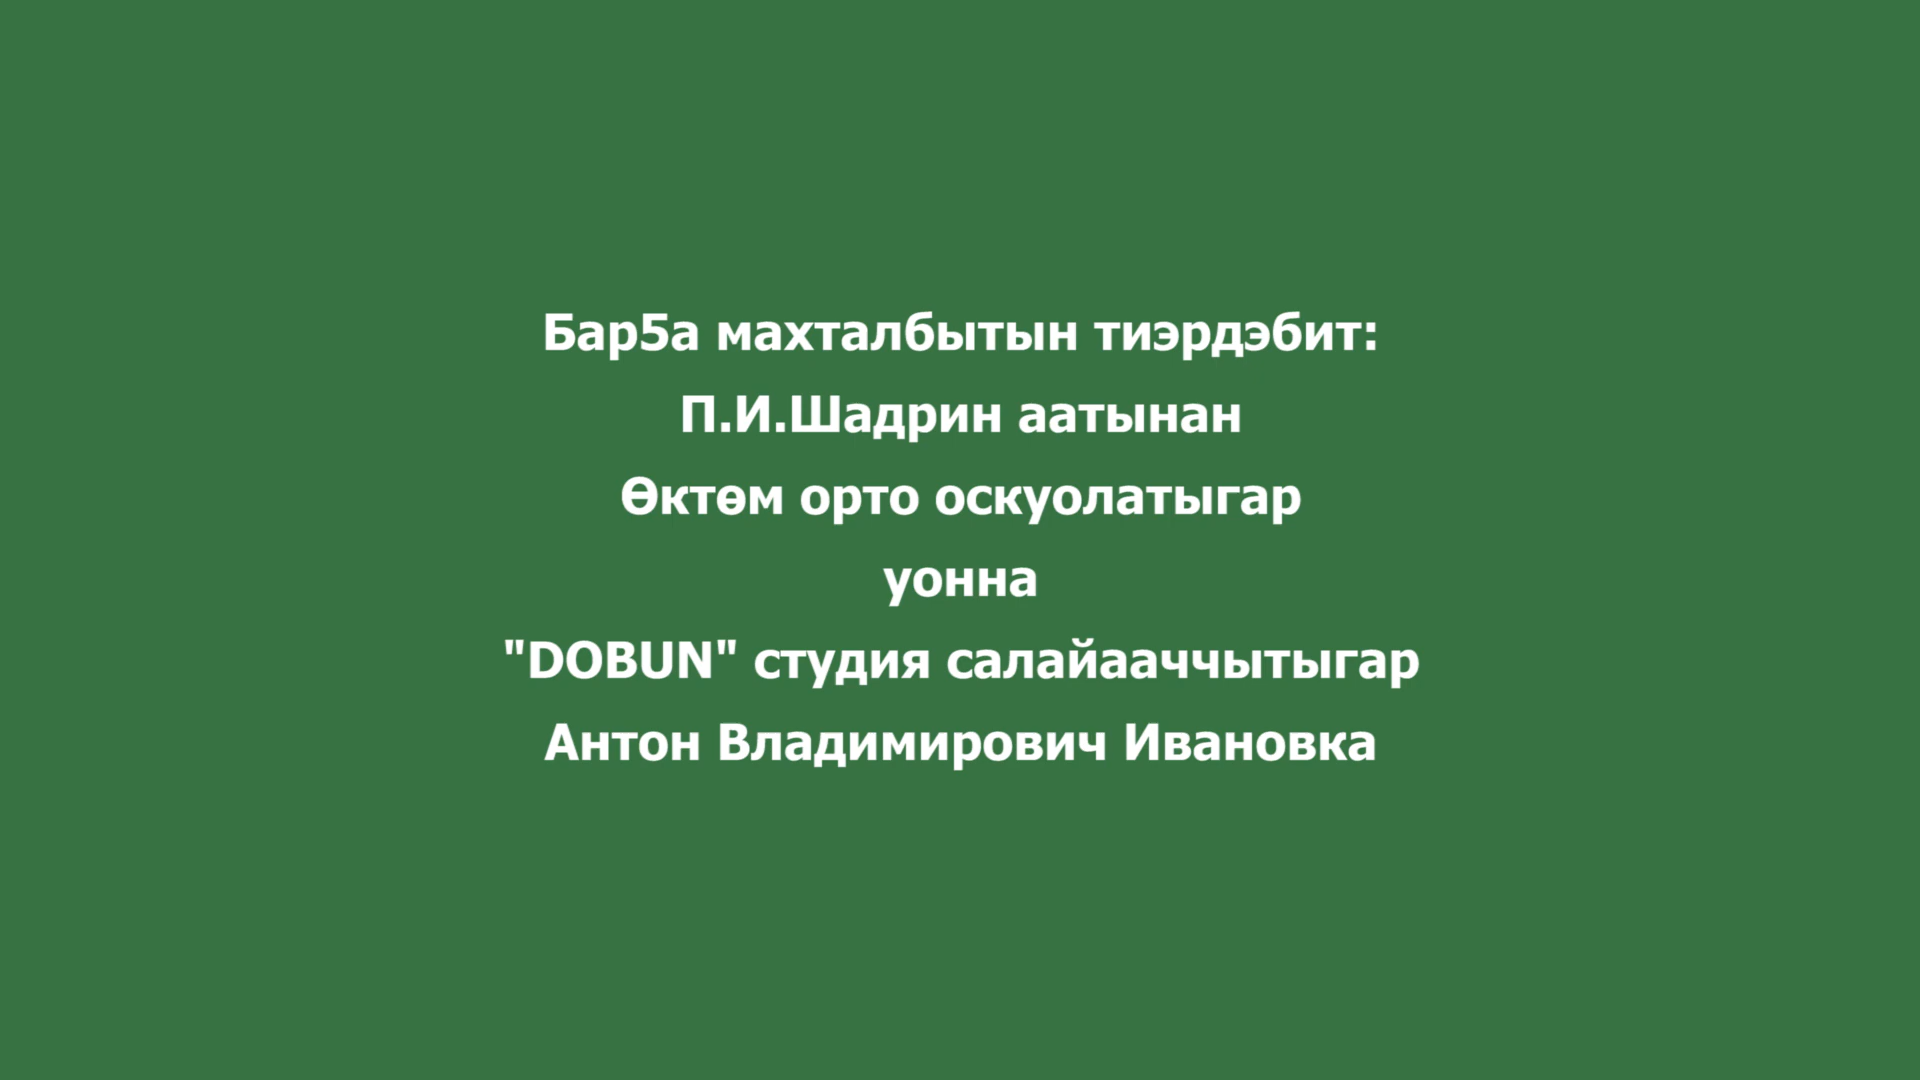 Бар5а махталбытын тиэрдэбит:
П.И.Шадрин аатынан
Өктөм орто оскуолатыгар
уонна
"DOBUN" студия салайааччытыгар
Антон Владимирович Ивановка